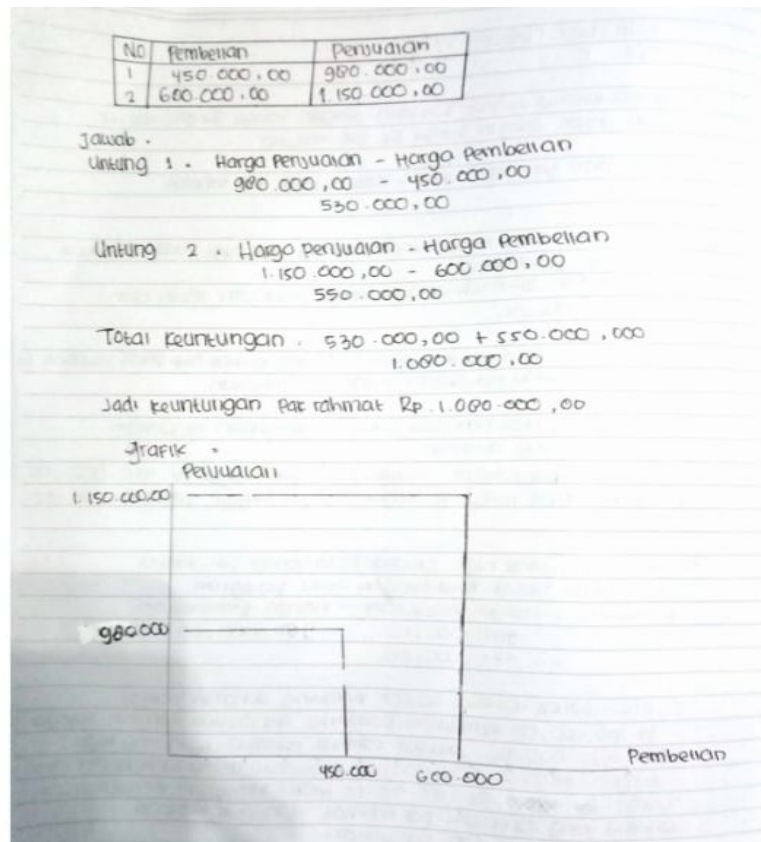 No Pembelian Penjualan
1 450.000,00 980.000,00
2 600.000,00 1.150.000,00
Jawab.
Untung 1. Harga Penjualan - Harga Pembelian
980.000,00 - 450.000,00
530.000,00
Untung 2. Harga Penjualan - Harga Pembelian
1.150.000,00 - 600.000,00
550.000,00
Total Keuntungan. 530.000,00 + 550.000,000
1.080.000,00
Jadi keuntungan Pak rahmat Rp.1.080.000,00
Grafik.
Penjualan
1.150.000,00
980.000
Pembelian
450.000 600.000